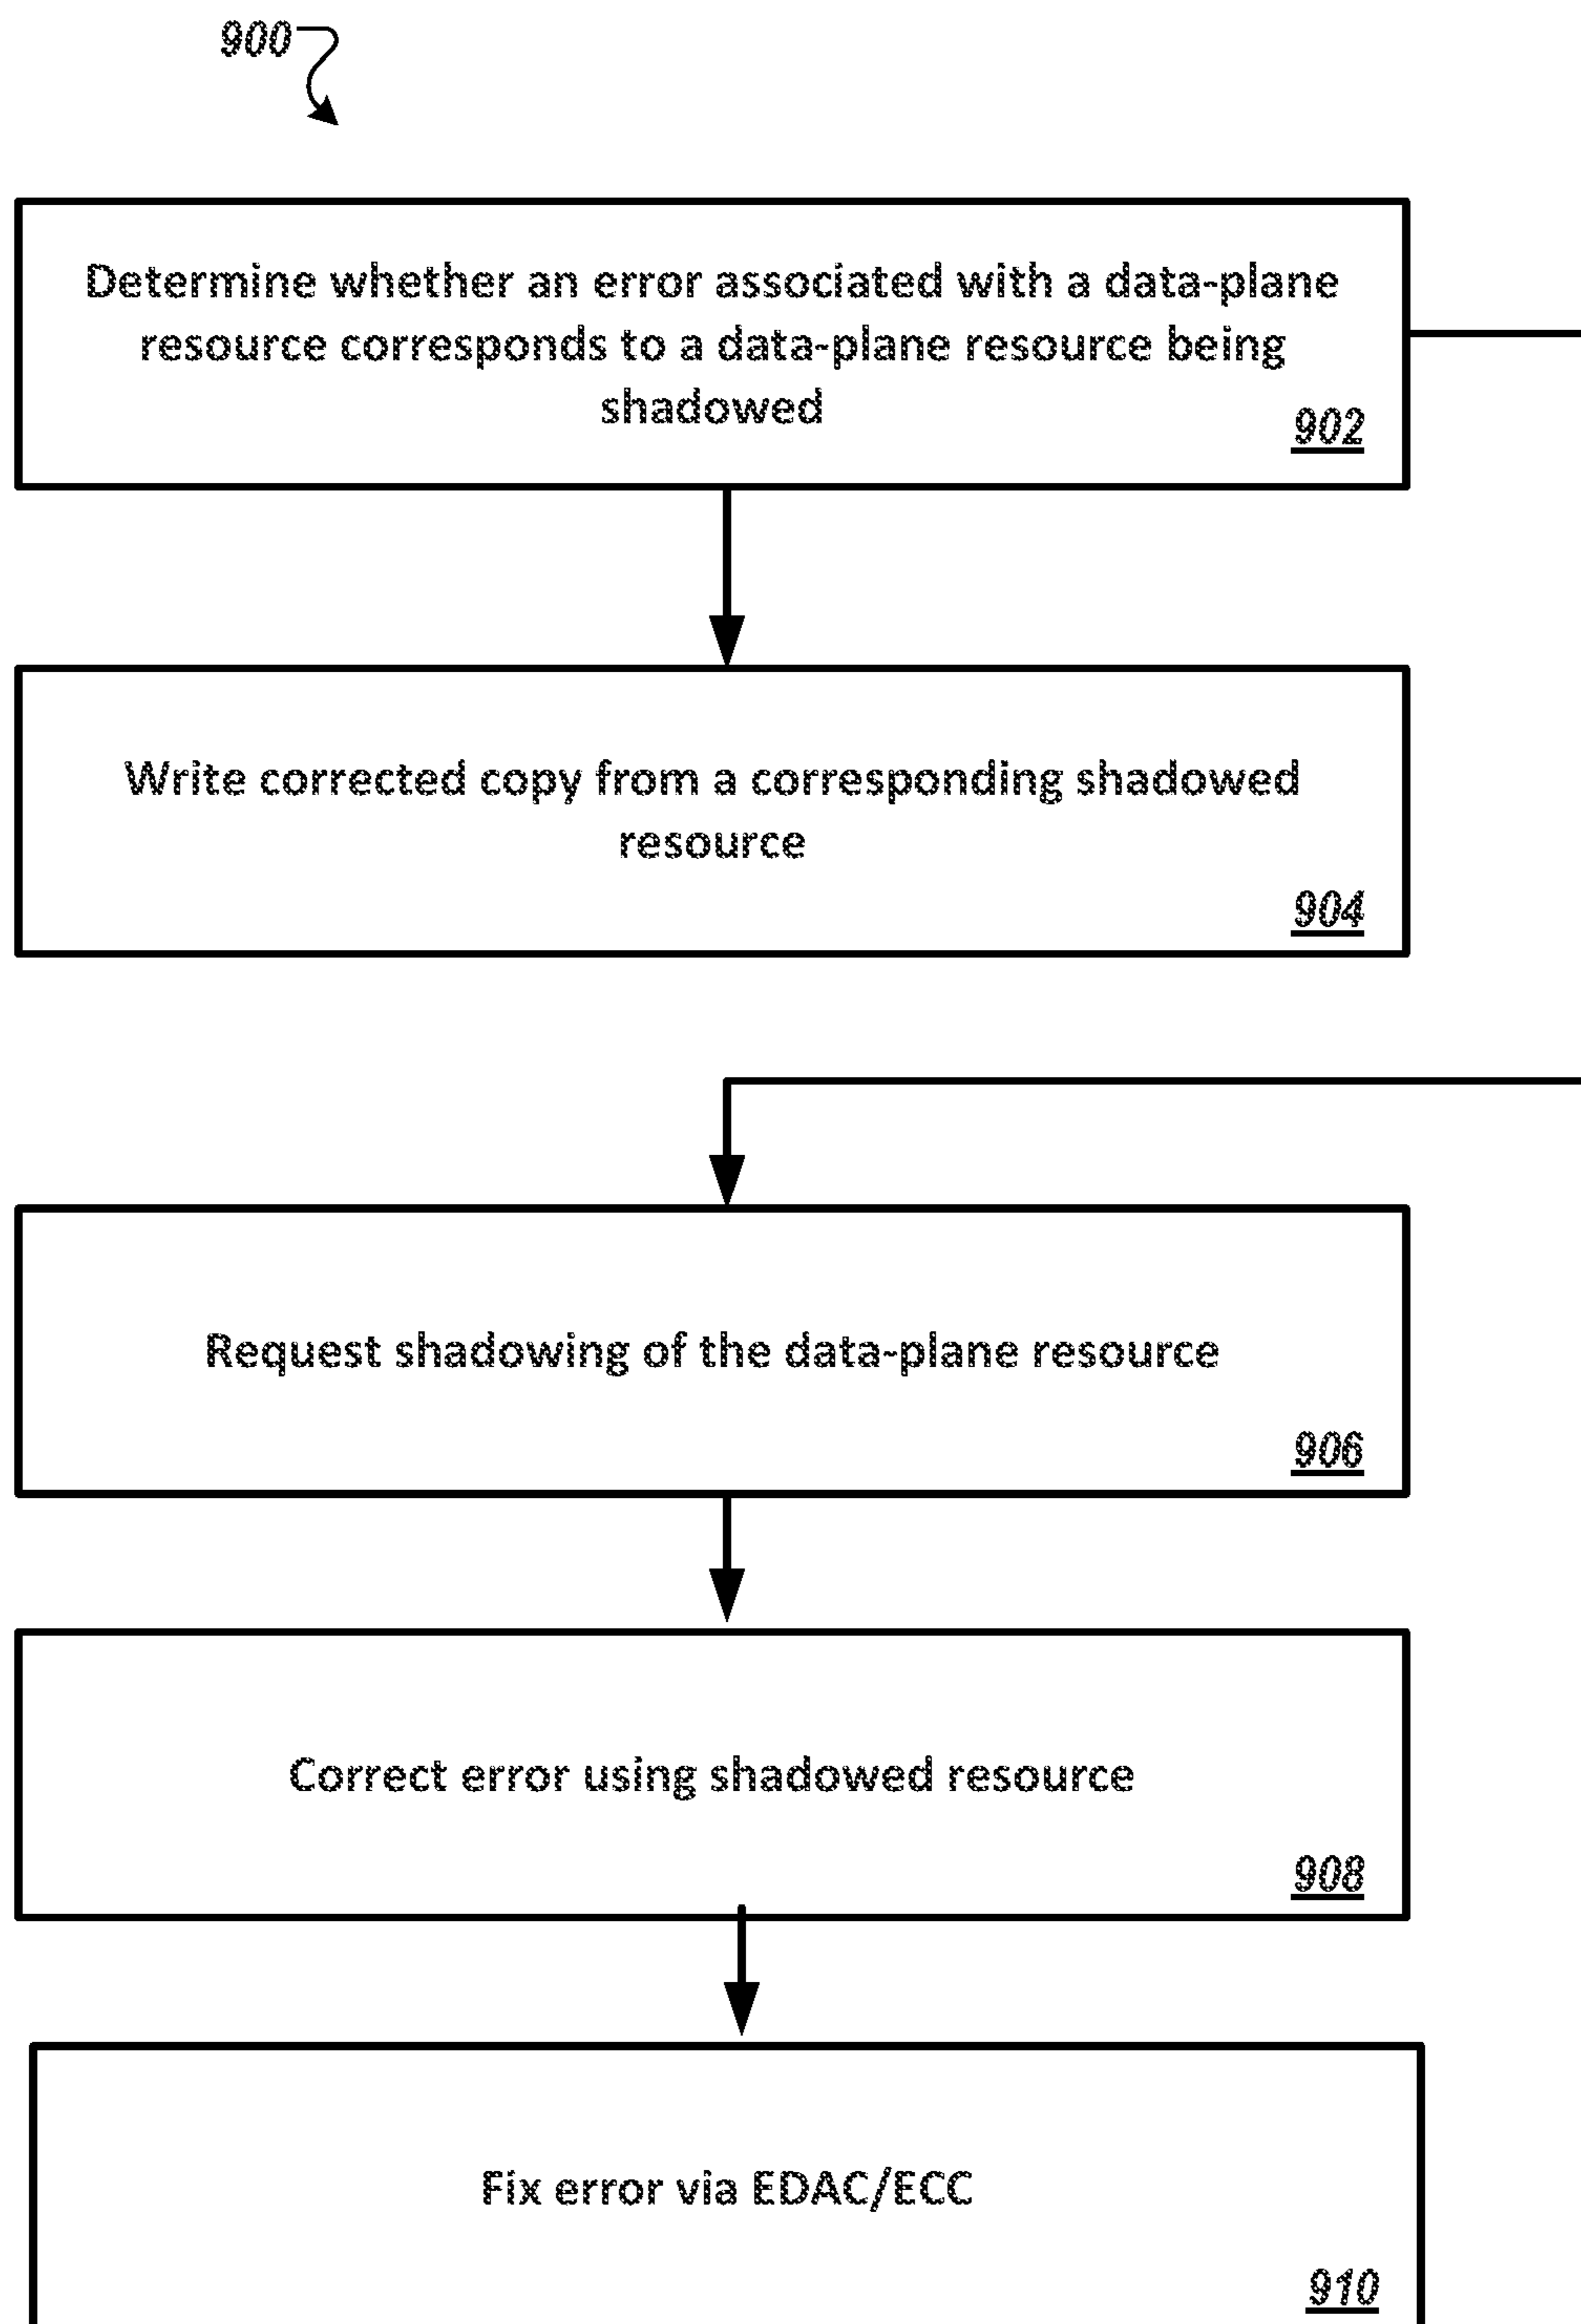 900
Determine whether an error associated with a data-plane
resource corresponds to a data-plane resource being
shadowed
902
Write corrected copy from a corresponding shadowed
resource
904
Request shadowing of the data-plane resource
906
Correct error using shadowed resource
908
Fix error via EDAC/ECC
910